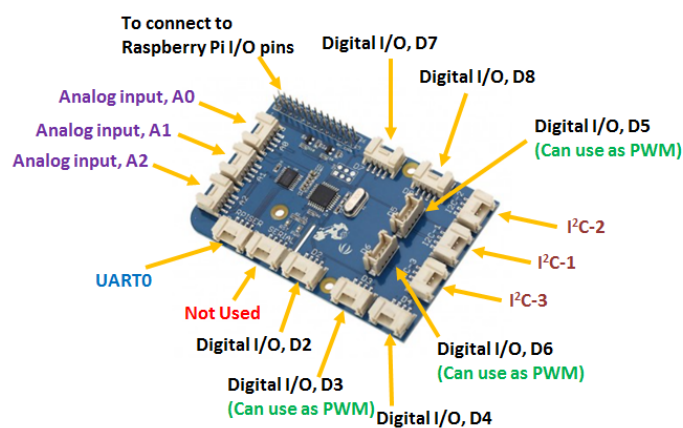 To connect to
Raspberry Pi I/O pins
Digital I/O, D7
Digital I/O, D8
Analog input, A0
Analog input, A1
Analog input, A2
Digital I/O, D5
(Can use as PWM)
I²C-2
I²C-1
I²C-3
UART0
Not Used
Digital I/O, D2
Digital I/O, D3
(Can use as PWM)
Digital I/O, D4
Digital I/O, D6
(Can use as PWM)